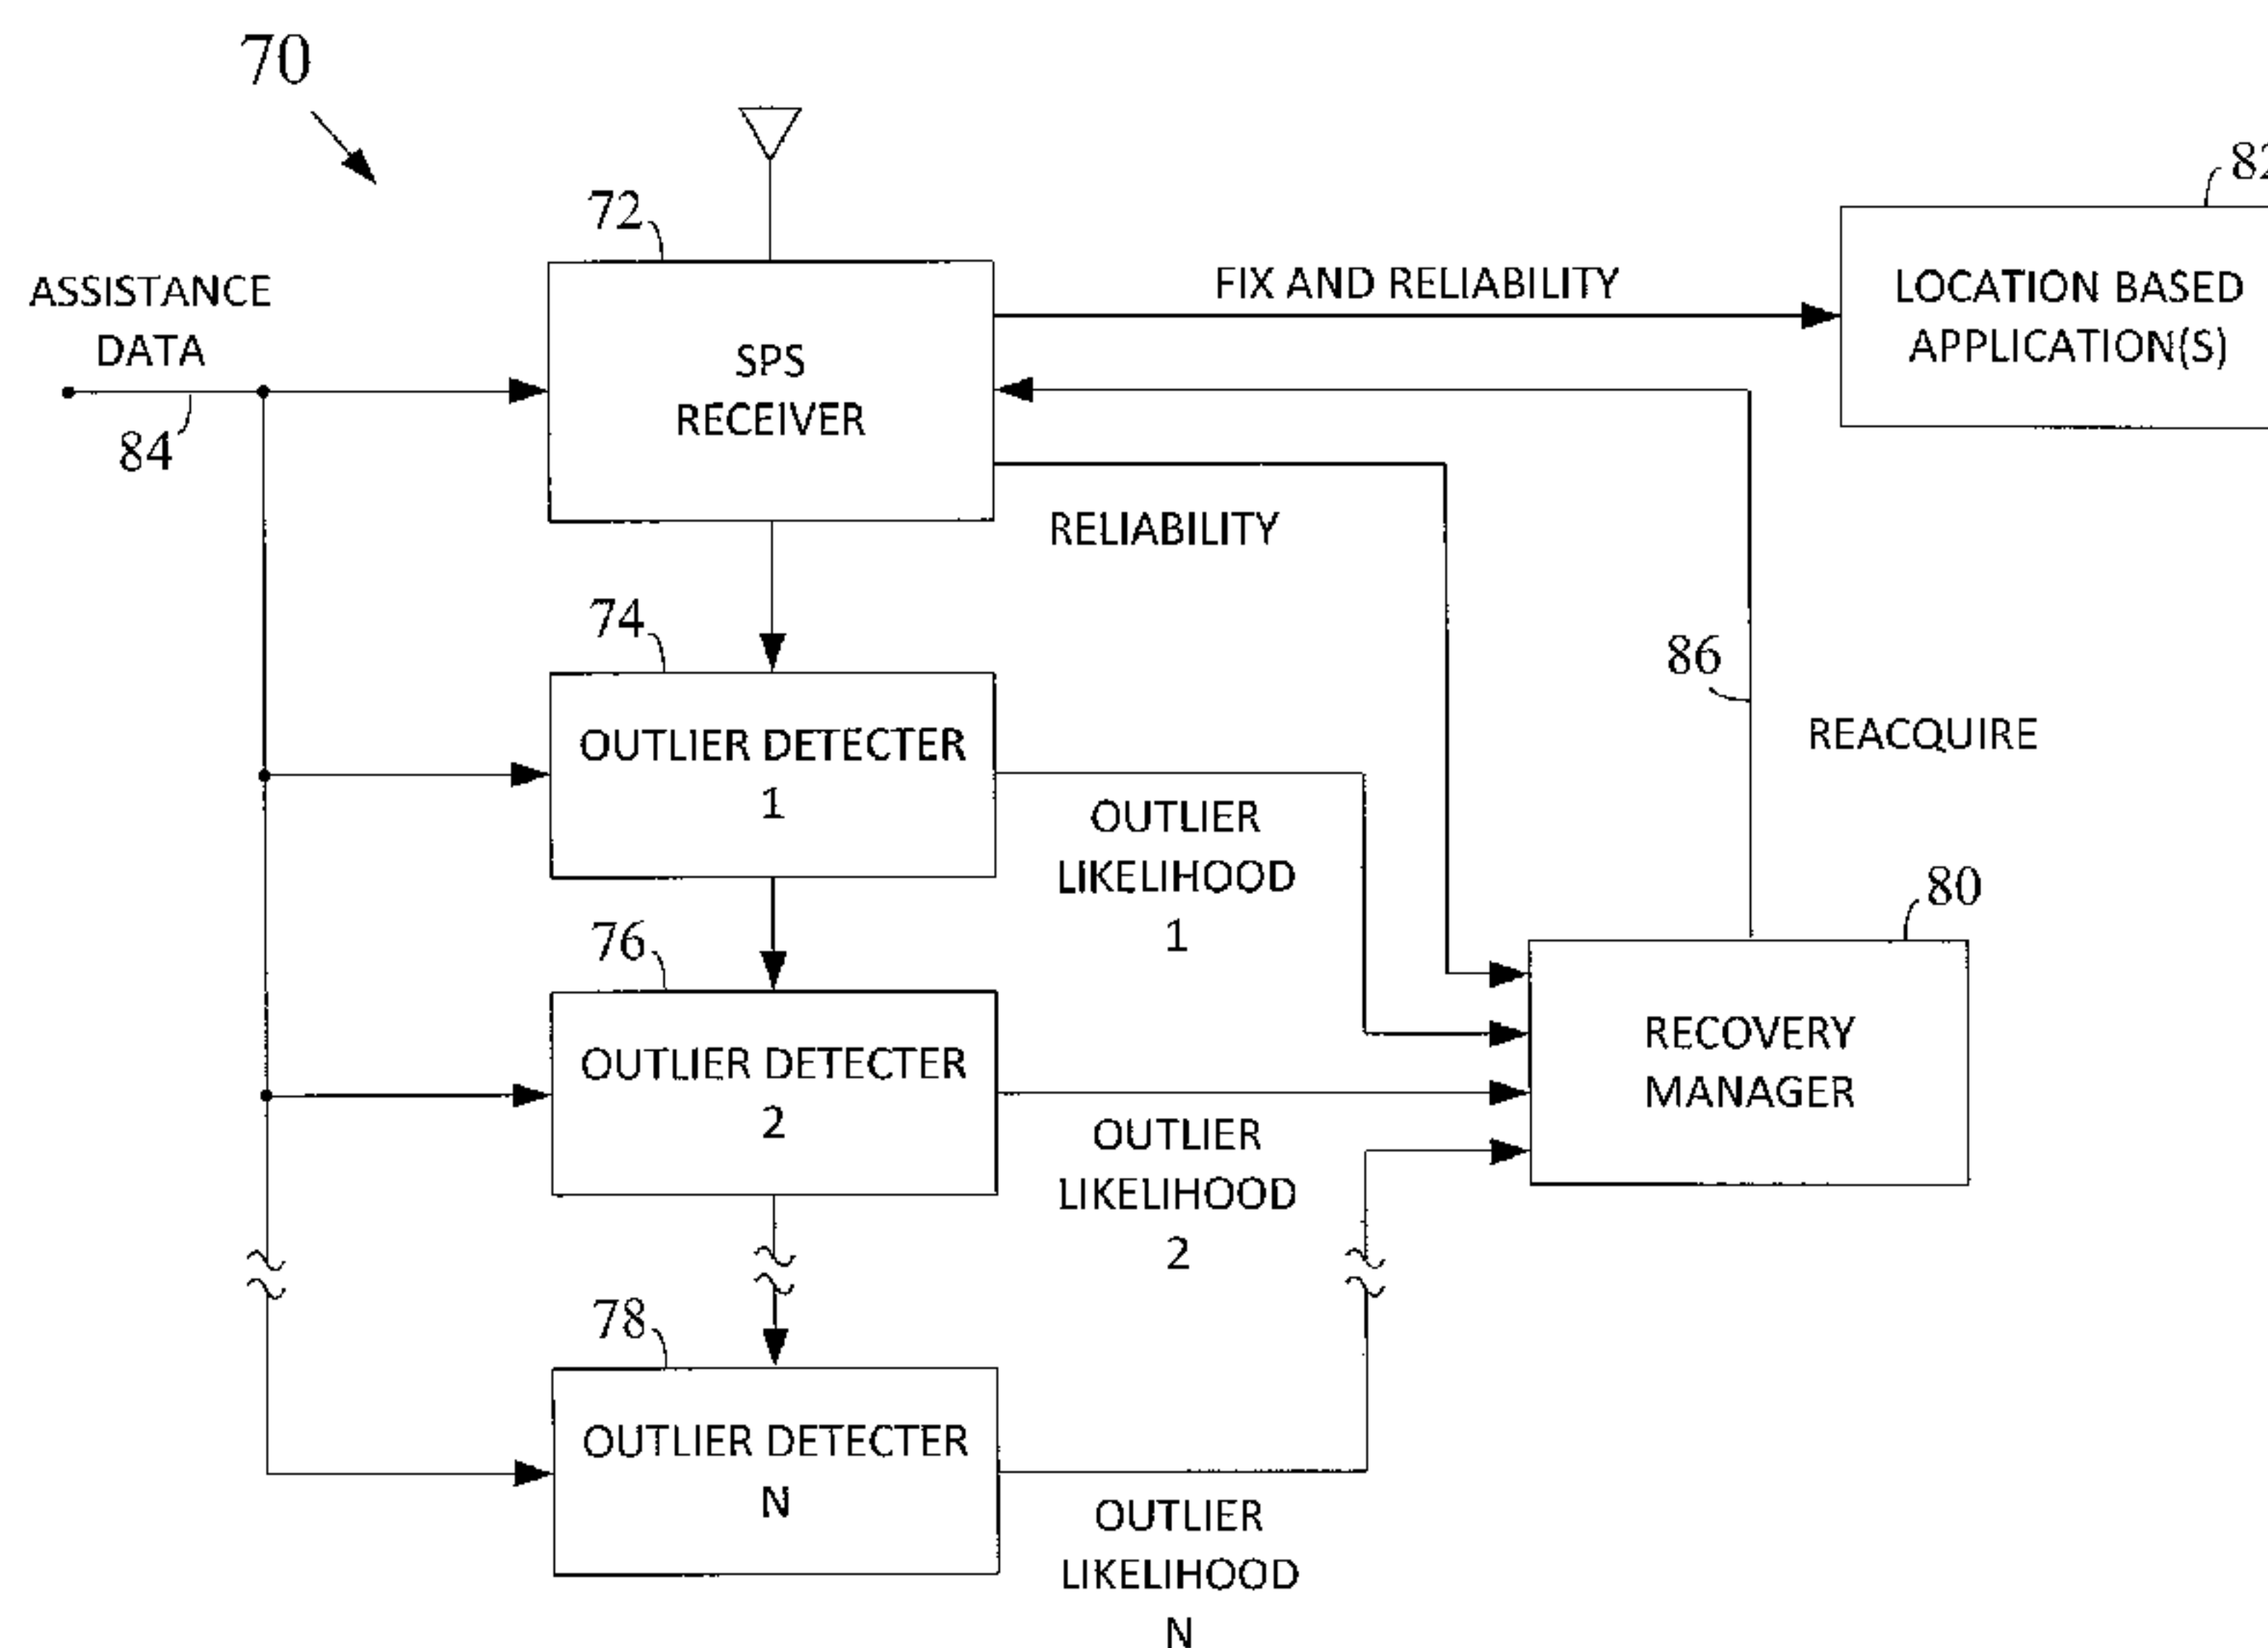 70
72
82
ASSISTANCE
DATA
84
SPS
RECEIVER
FIX AND RELIABILITY
LOCATION BASED
APPLICATION(S)
RELIABILITY
74
OUTLIER DETECTER
1
OUTLIER
LIKELIHOOD
1
86
REACQUIRE
76
OUTLIER DETECTER
2
OUTLIER
LIKELIHOOD
2
80
RECOVERY
MANAGER
78
OUTLIER DETECTER
N
OUTLIER
LIKELIHOOD
N